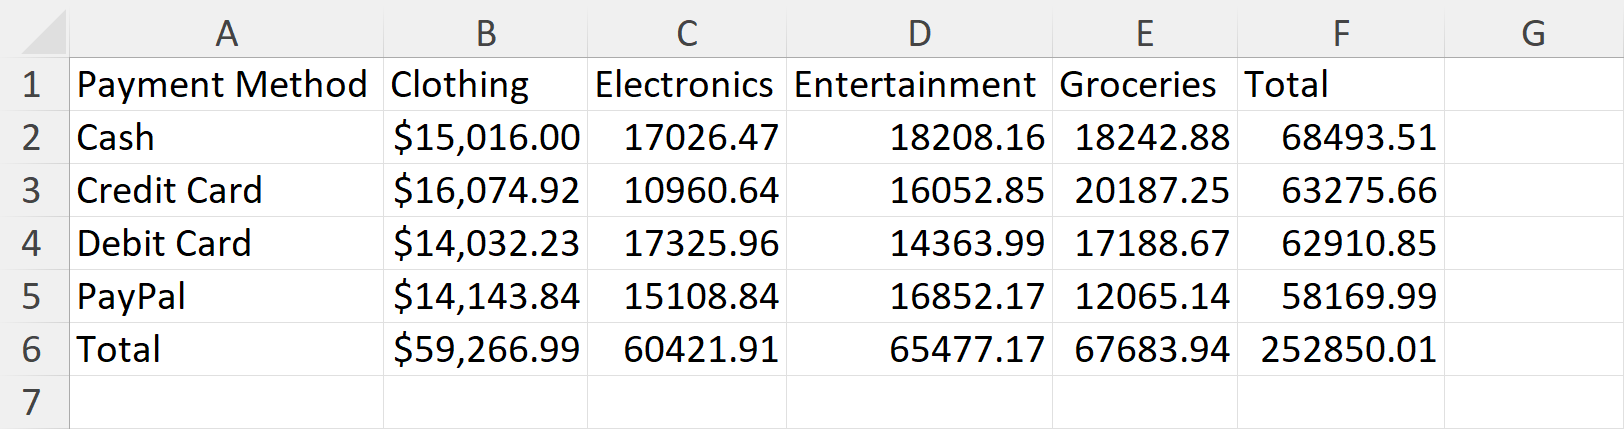 A B C D E F G
1 Payment Method Clothing Electronics Entertainment Groceries Total
2 Cash $15,016.00 17026.47 18208.16 18242.88 68493.51
3 Credit Card $16,074.92 10960.64 16052.85 20187.25 63275.66
4 Debit Card $14,032.23 17325.96 14363.99 17188.67 62910.85
5 PayPal $14,143.84 15108.84 16852.17 12065.14 58169.99
6 Total $59,266.99 60421.91 65477.17 67683.94 252850.01
7